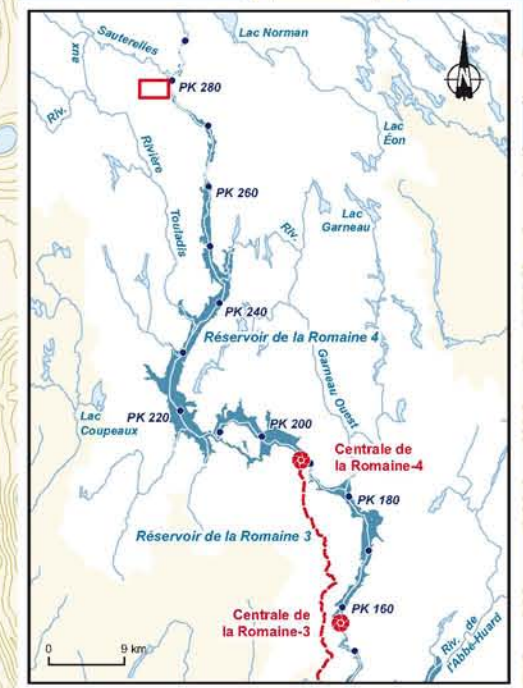 Sauterelles
Lac Norman
aux
PK 280
Riv.
Rivière
Lac
Éon
PK 260
Touladis
Riv.
Lac
Garneau
PK 240
Réservoir de la Romaine 4
Garneau Ouest
Lac
Coupeaux
PK 220
PK 200
Centrale de
la Romaine-4
PK 180
Réservoir de la Romaine 3
Centrale de
la Romaine-3
PK 160
Riv. de
l'Abbé-Huard
0 9 km